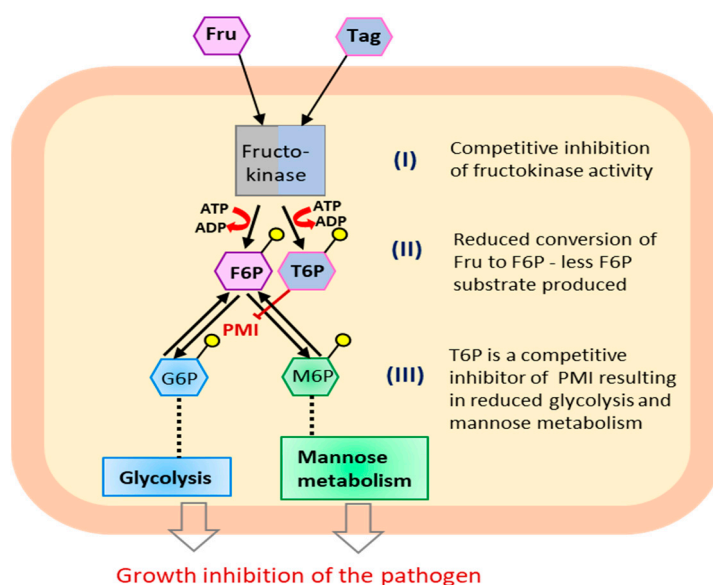 Fru
Tag
Fructo-
kinase
(I)
Competitive inhibition
of fructokinase activity
ATP
ADP
ATP
ADP
(II)
Reduced conversion of
Fru to F6P - less F6P
substrate produced
F6P
T6P
PMI
G6P
M6P
(III)
T6P is a competitive
inhibitor of PMI resulting
in reduced glycolysis and
mannose metabolism
Glycolysis
Mannose
metabolism
Growth inhibition of the pathogen